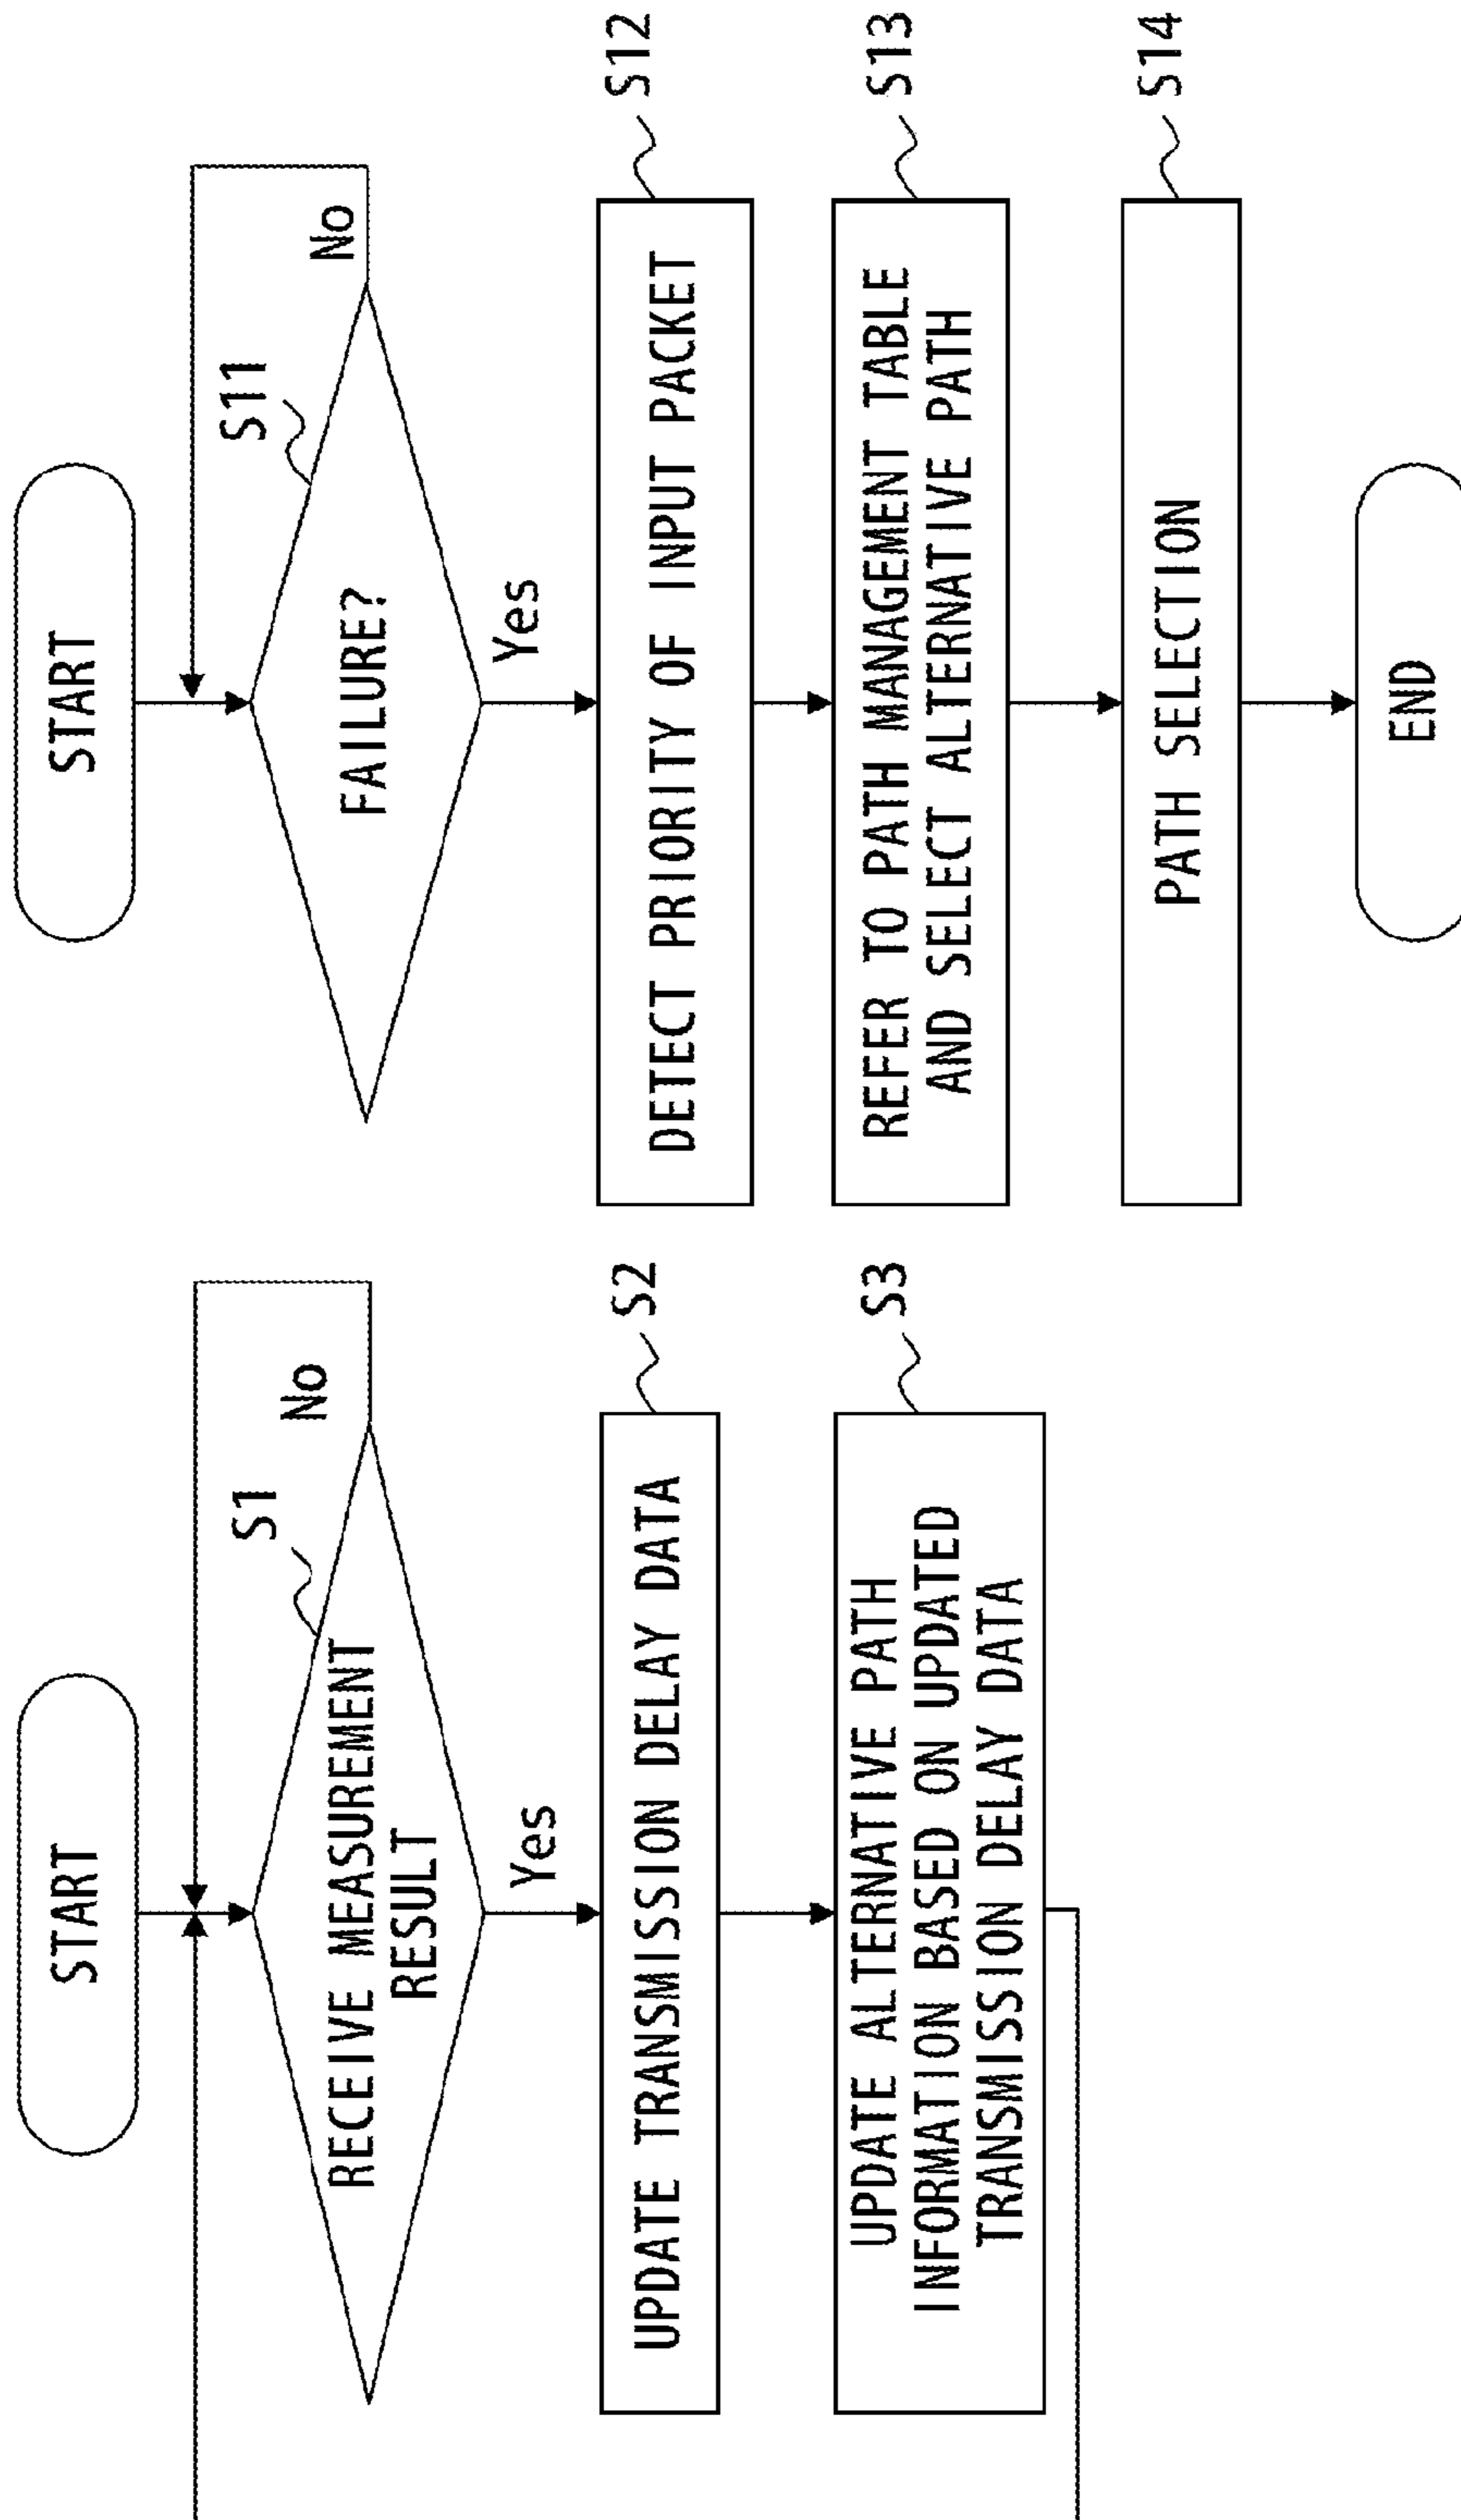 START
S1
RECEIVE MEASUREMENT
RESULT
No
Yes
UPDATE TRANSMISSION DELAY DATA
S2
UPDATE ALTERNATIVE PATH
INFORMATION BASED ON UPDATED
TRANSMISSION DELAY DATA
S3
START
S11
FAILURE?
No
Yes
DETECT PRIORITY OF INPUT PACKET
S12
REFER TO PATH MANAGEMENT TABLE
AND SELECT ALTERNATIVE PATH
S13
PATH SELECTION
S14
END